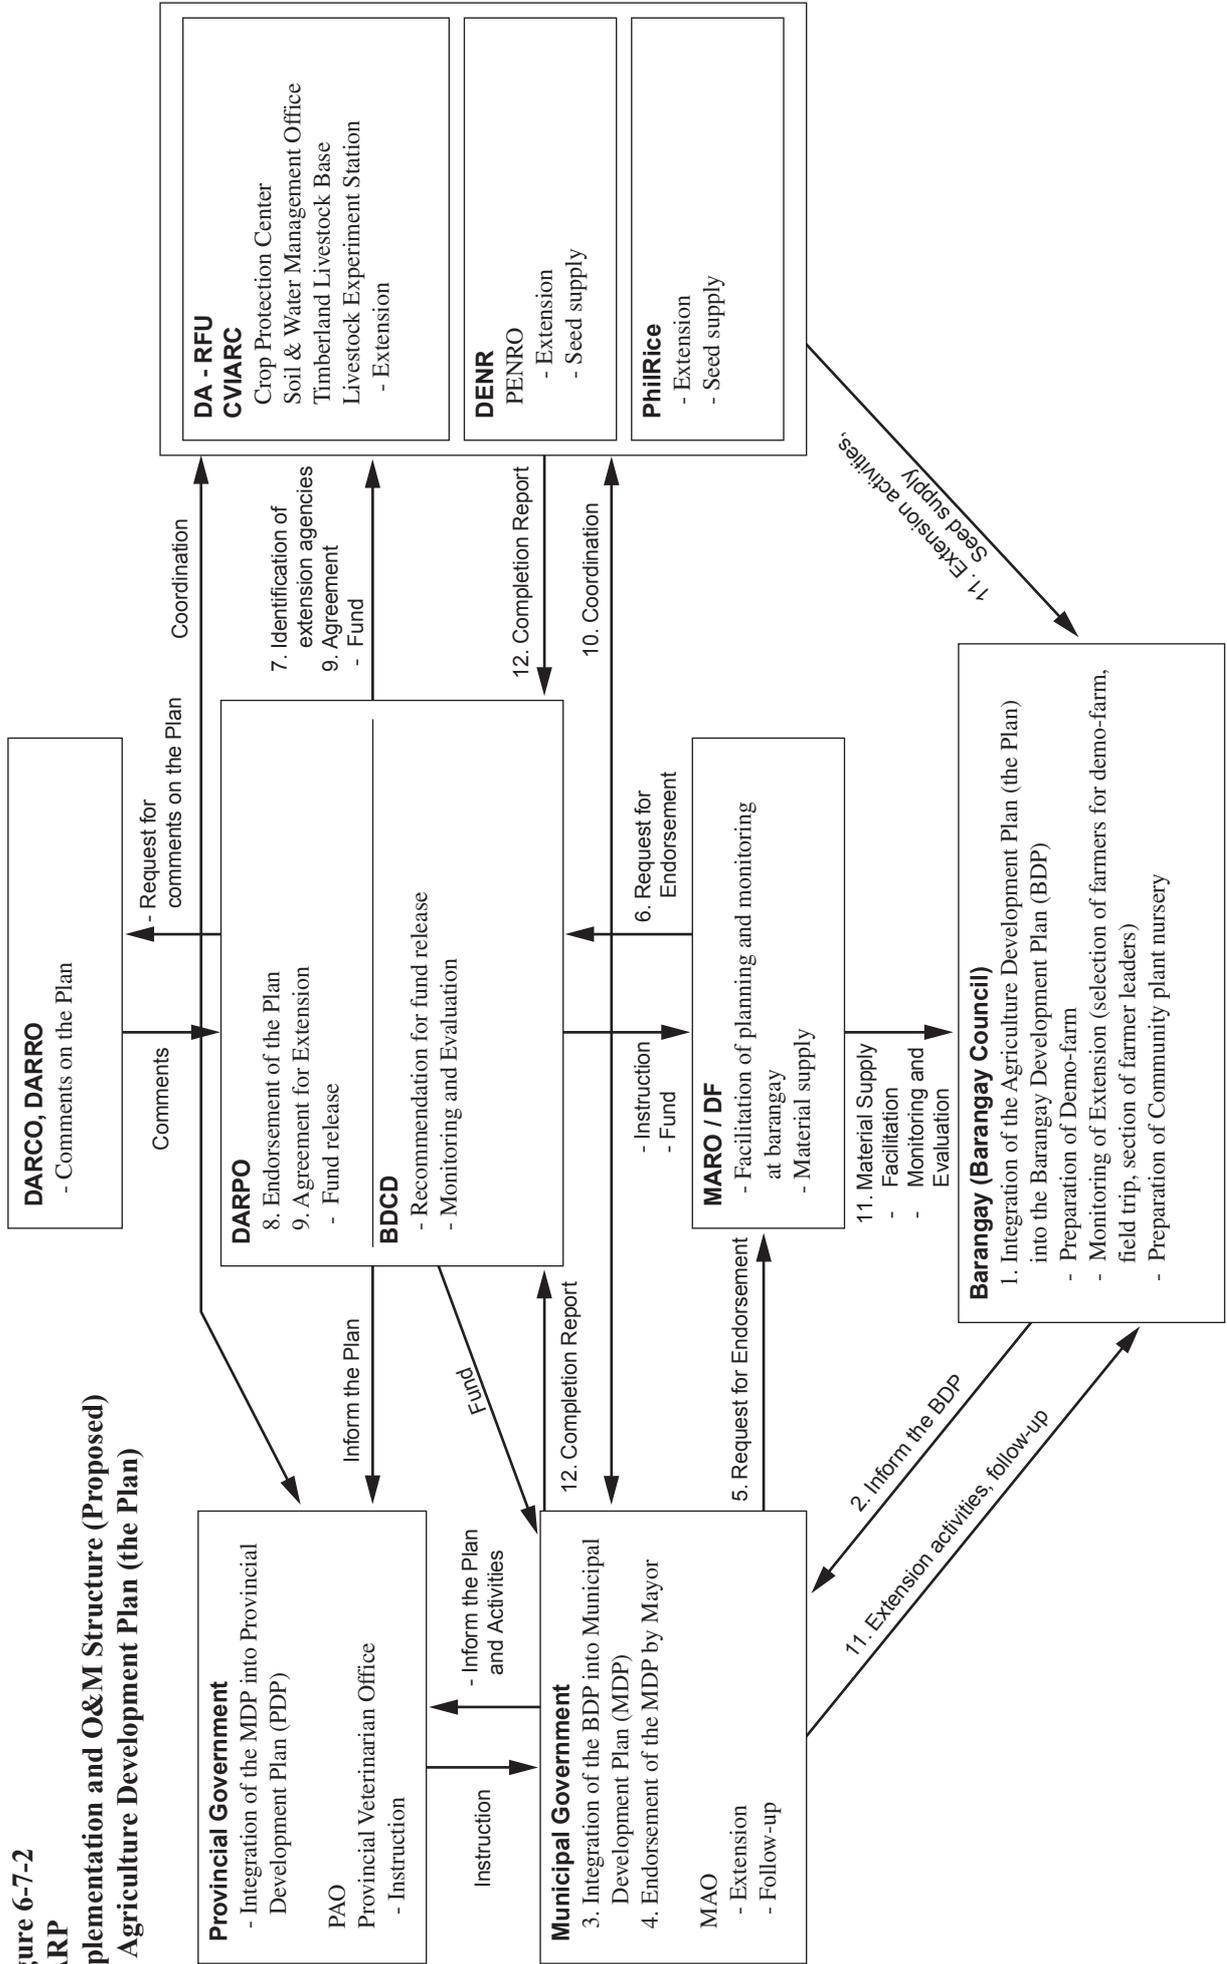 gure 6-7-2
ARP
plementation and O&M Structure (Proposed)
Agriculture Development Plan (the Plan)
DARCO, DARRO
- Comments on the Plan
Comments
- Request for
comments on the Plan
Coordination
Provincial Government
- Integration of the MDP into Provincial
Development Plan (PDP)
PAO
Provincial Veterinarian Office
- Instruction
Inform the Plan
DARPO
8. Endorsement of the Plan
9. Agreement for Extension
- Fund release
BDCD
- Recommendation for fund release
- Monitoring and Evaluation
7. Identification of
extension agencies
9. Agreement
- Fund
DA - RFU
CVIARC
Crop Protection Center
Soil & Water Management Office
Timberland Livestock Base
Livestock Experiment Station
- Extension
DENR
PENRO
- Extension
- Seed supply
PhilRice
- Extension
- Seed supply
Instruction
- Inform the Plan
and Activities
Fund
12. Completion Report
12. Completion Report
10. Coordination
Municipal Government
3. Integration of the BDP into Municipal
Development Plan (MDP)
4. Endorsement of the MDP by Mayor
MAO
- Extension
- Follow-up
5. Request for Endorsement
- Instruction
- Fund
6. Request for
Endorsement
MARO / DF
- Facilitation of planning and monitoring
at barangay
- Material supply
11. Material Supply
- Facilitation
- Monitoring and
Evaluation
11. Extension activities,
Seed supply
2. Inform the BDP
11. Extension activities, follow-up
Barangay (Barangay Council)
1. Integration of the Agriculture Development Plan (the Plan)
into the Barangay Development Plan (BDP)
- Preparation of Demo-farm
- Monitoring of Extension (selection of farmers for demo-farm,
field trip, section of farmer leaders)
- Preparation of Community plant nursery